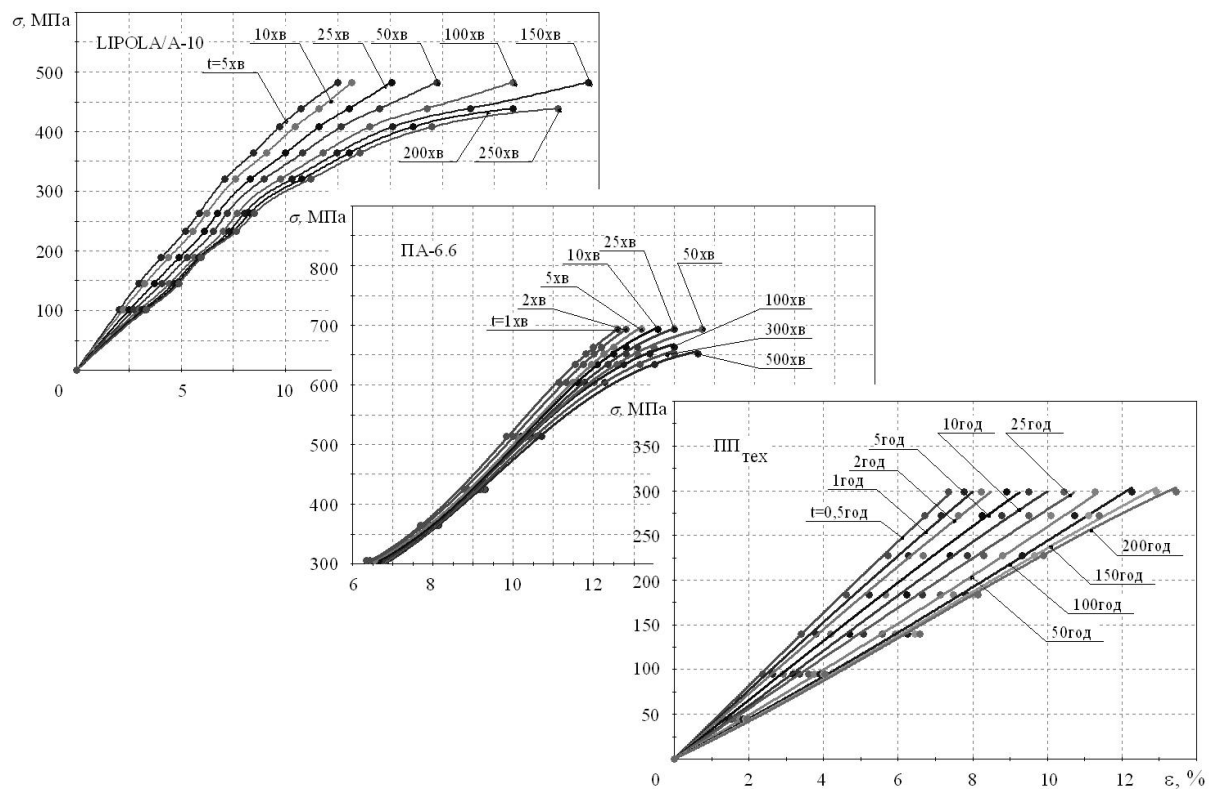 σ, МПа
LIPOLA/A-10
t=5хв
10хв
25хв
50хв
100хв
150хв
200хв
250хв
500
400
300
200
100
0
5
10
σ, МПа
ПА-6.6
t=1хв
2хв
5хв
10хв
25хв
50хв
100хв
300хв
500хв
800
700
600
500
400
300
6
8
10
12
σ, МПа
ПП тех
t=0,5год
1год
2год
5год
10год
25год
200год
150год
100год
50год
350
300
250
200
150
100
50
0
2
4
6
8
10
12
ε, %